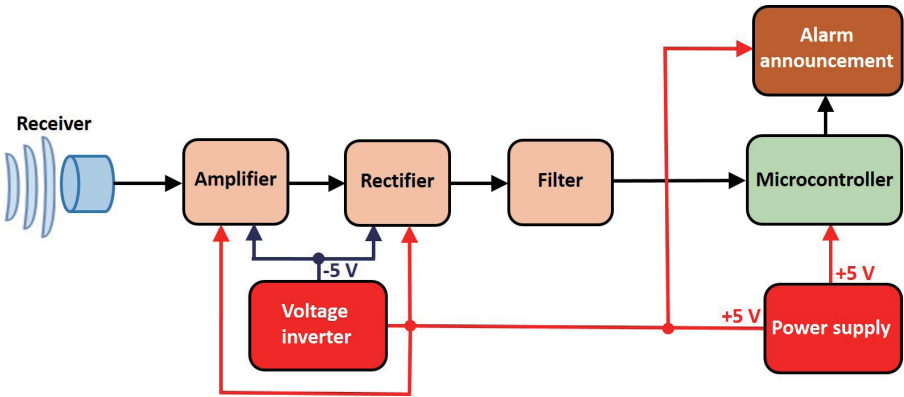 Alarm
announcement
Receiver
Amplifier
Rectifier
Filter
Microcontroller
-5 V
+5 V
Voltage
inverter
+5 V
Power supply